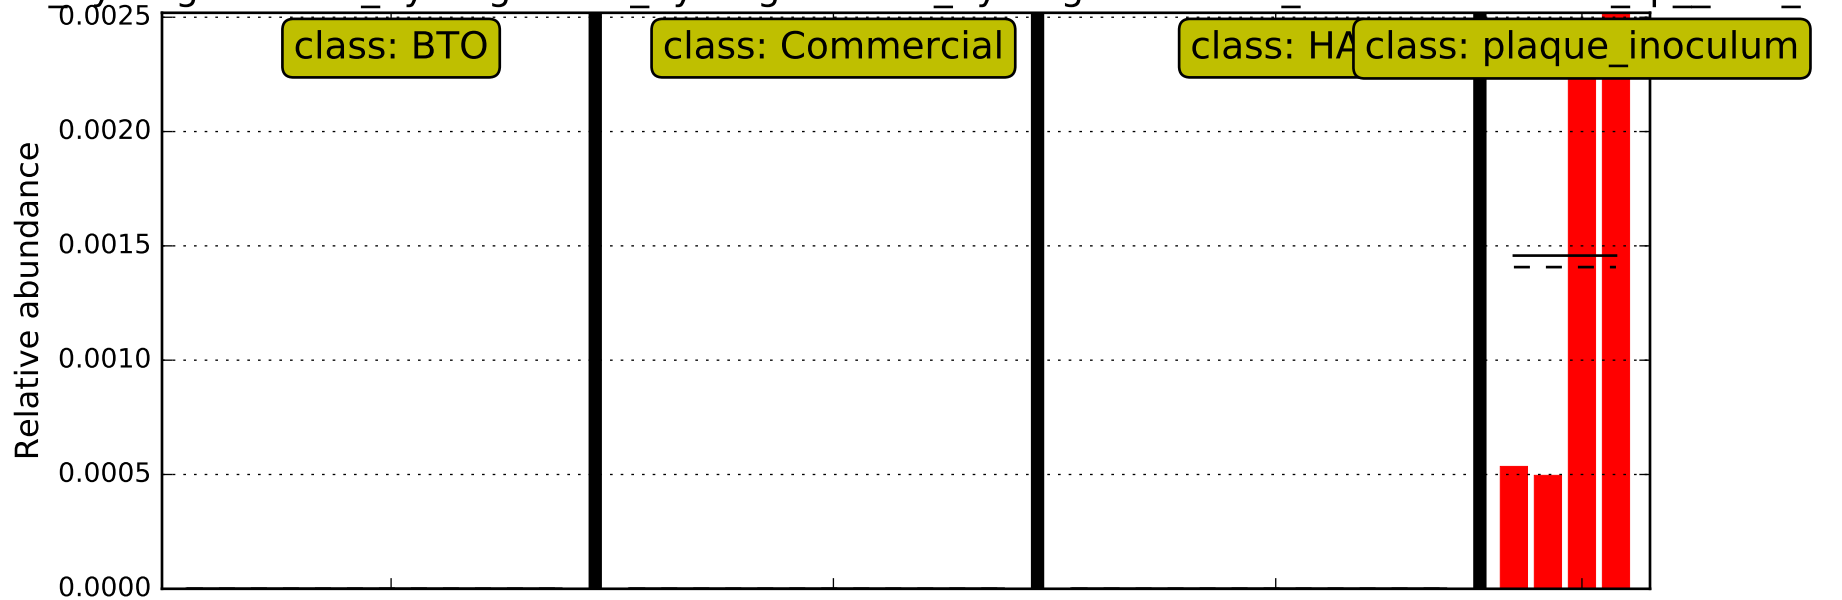 0.0025
class: BTO
class: Commercial
class: HA
class: plaque_inoculum
0.0020
0.0015
0.0010
0.0005
0.0000
Relative abundance